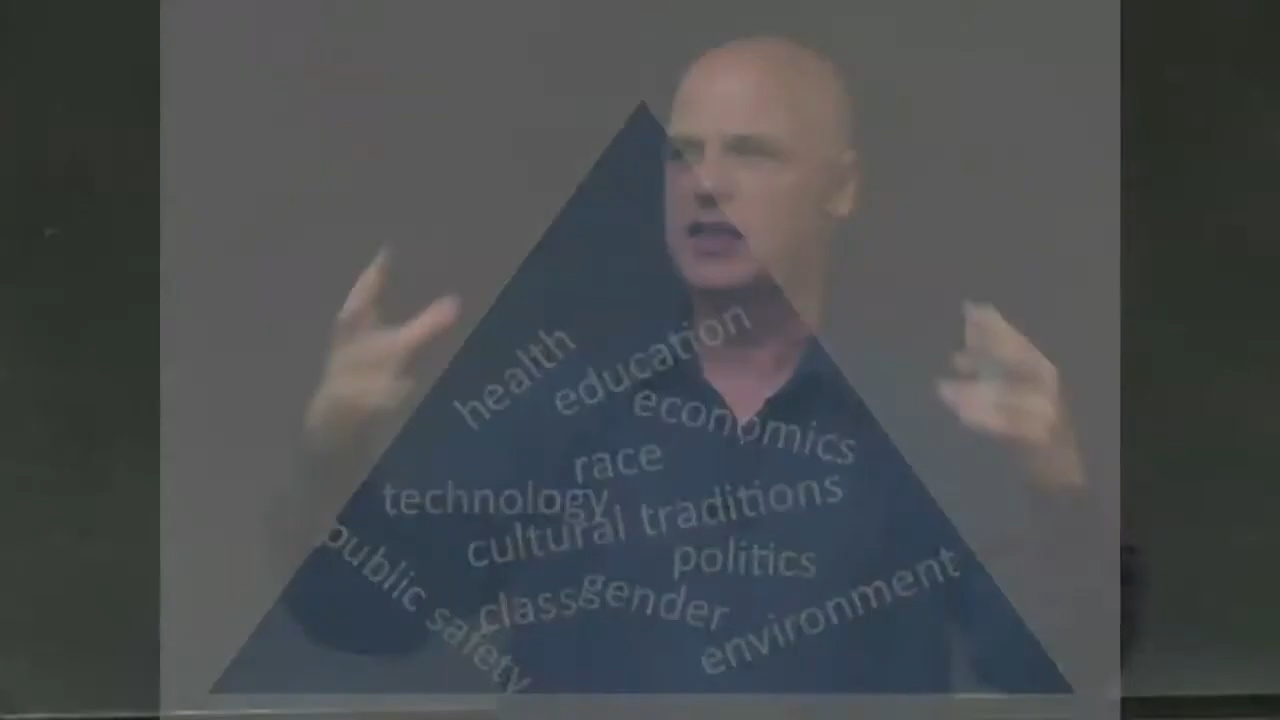 health
education
economics
race
technology
cultural traditions
politics
public safety
class
gender
environment